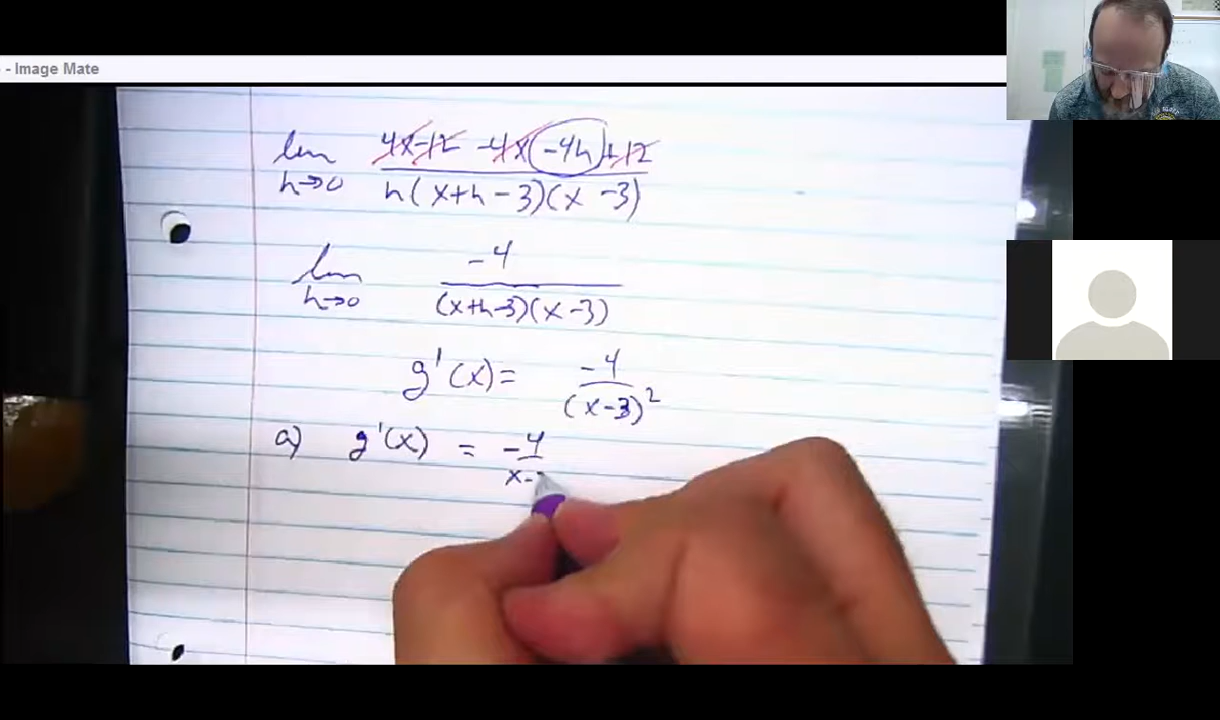 - Image Mate
lim h→0 4x-12 -4x -4h +12 / h(x+h-3)(x-3)
lim h→0 -4 / (x+h-3)(x-3)
g'(x) = -4 / (x-3)²
a) g'(x) = -4 / x-